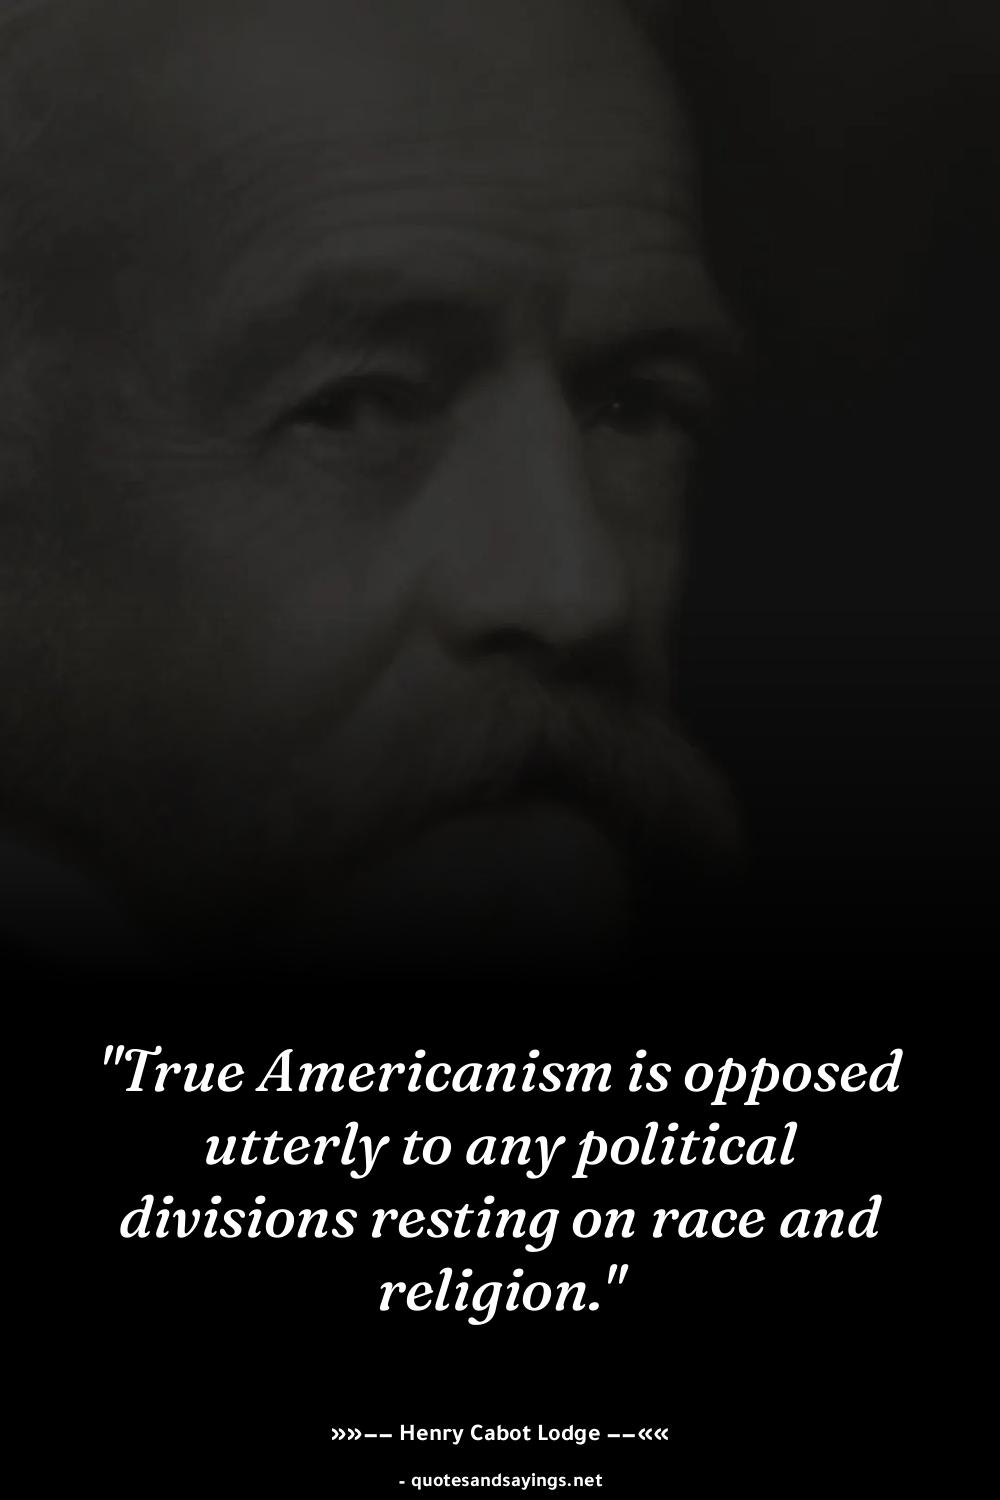 "True Americanism is opposed
utterly to any political
divisions resting on race and
religion."
»»−− Henry Cabot Lodge −−««
- quotesandsayings.net